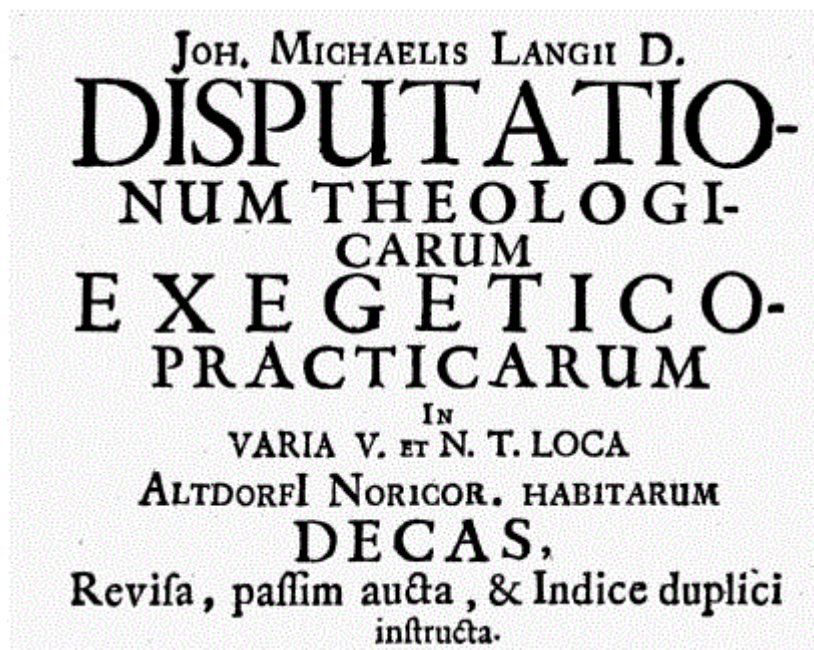 JOH. MICHAELIS LANGII D.
DISPUTATIO-
NUM THEOLOGI-
CARUM
EXEGETICO-
PRACTICARUM
IN
VARIA V. ET N. T. LOCA
ALTDORFI NORICOR. HABITARUM
DECAS,
Reviſa, paſſim aucta, & Indice duplici
inſtructa.